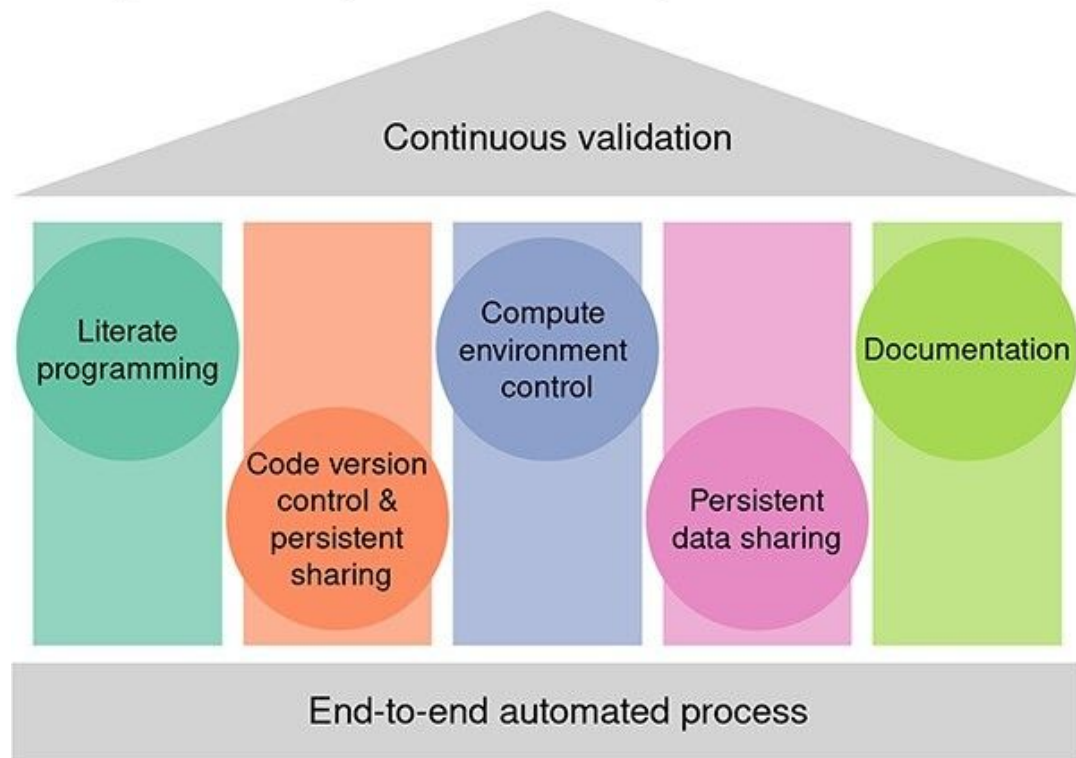 Continuous validation
Literate
programming
Code version
control &
persistent
sharing
Compute
environment
control
Persistent
data sharing
Documentation
End-to-end automated process